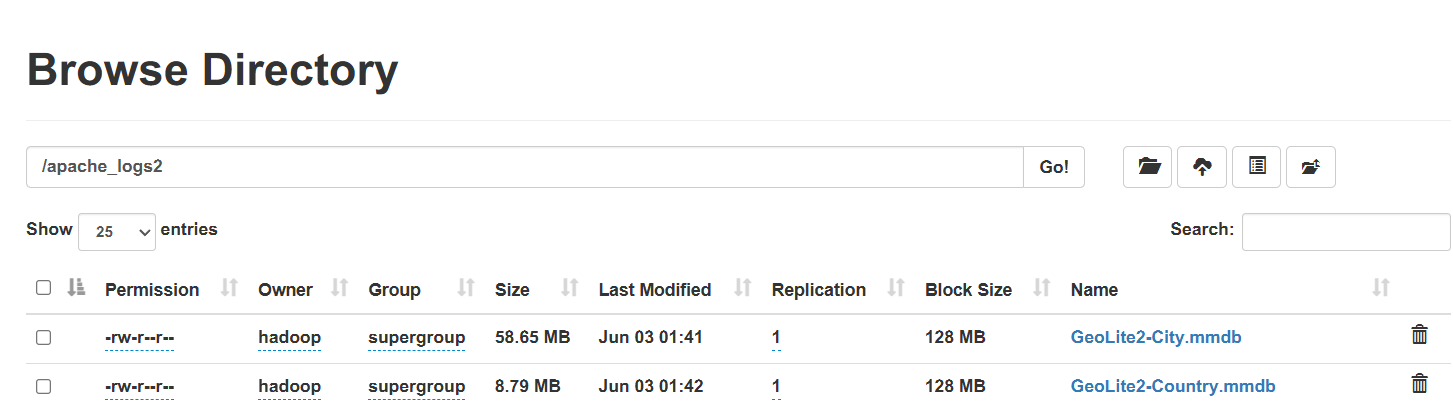 Browse Directory
/apache_logs2 Go!
Show 25 entries Search:
Permission Owner Group Size Last Modified Replication Block Size Name
-rw-r--r-- hadoop supergroup 58.65 MB Jun 03 01:41 1 128 MB GeoLite2-City.mmdb
-rw-r--r-- hadoop supergroup 8.79 MB Jun 03 01:42 1 128 MB GeoLite2-Country.mmdb